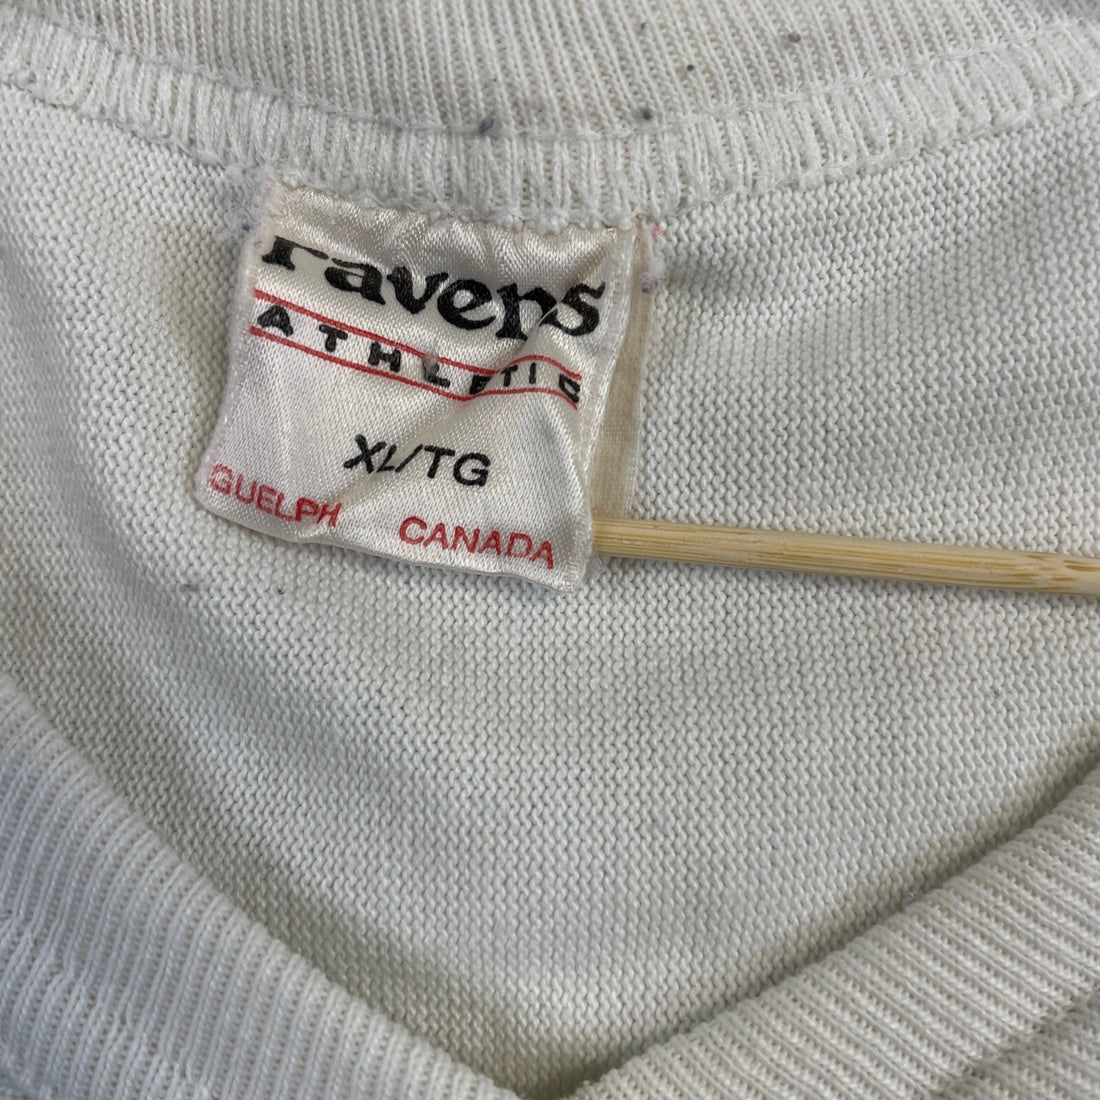 ravens
ATHLETIC
XL/TG
GUELPH CANADA